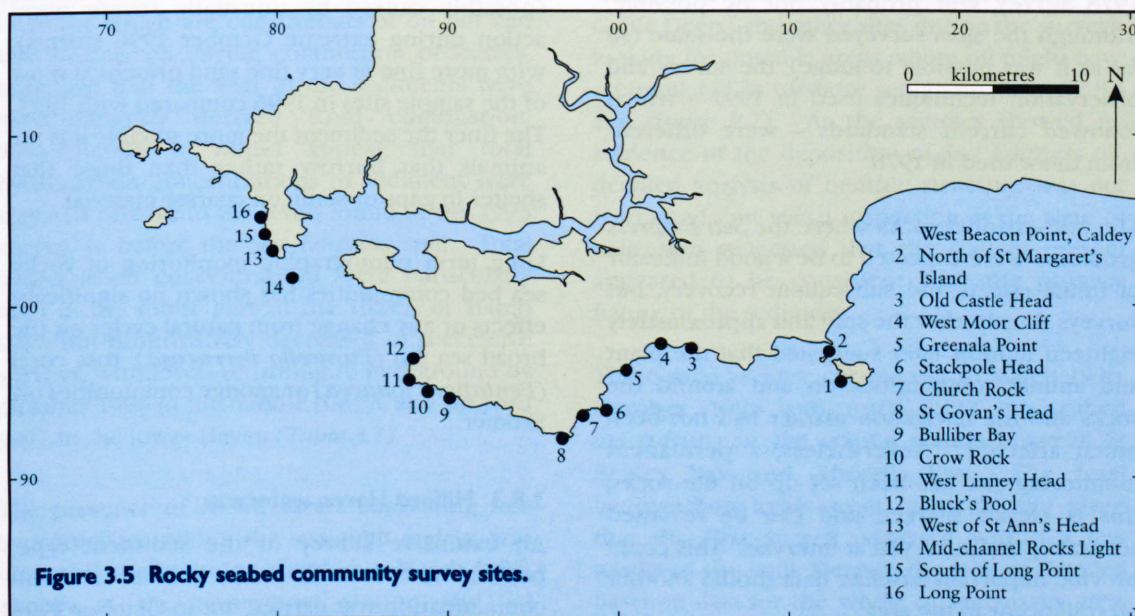 70 80 90 00 10 20 30
0 kilometres 10
N
10
00
90
16
15
13
14
12
11
10
9
8
7
6
5
4
3
2
1
1 West Beacon Point, Caldey
2 North of St Margaret's
Island
3 Old Castle Head
4 West Moor Cliff
5 Greenala Point
6 Stackpole Head
7 Church Rock
8 St Govan's Head
9 Bulliber Bay
10 Crow Rock
11 West Linney Head
12 Bluck's Pool
13 West of St Ann's Head
14 Mid-channel Rocks Light
15 South of Long Point
16 Long Point
Figure 3.5 Rocky seabed community survey sites.